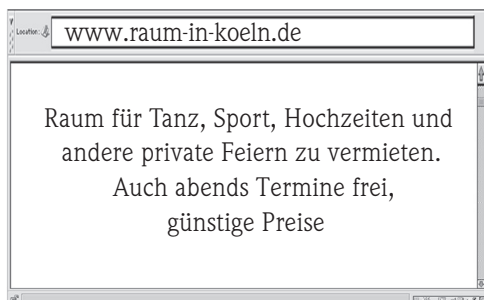 Location:
www.raum-in-koeln.de
Raum für Tanz, Sport, Hochzeiten und
andere private Feiern zu vermieten.
Auch abends Termine frei,
günstige Preise